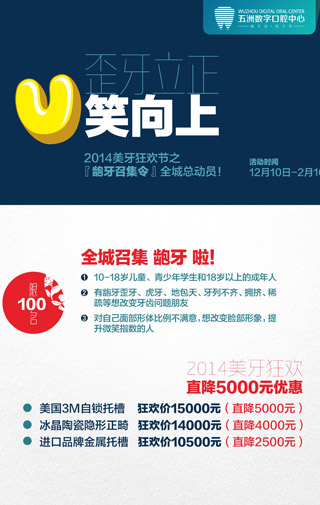 WUZHOU DIGITAL ORAL CENTER
五洲数字口腔中心
歪牙立正
笑向上
2014美牙狂欢节之
『龅牙召集令』全城总动员!
活动时间
12月10日-2月1
全城召集 龅牙 啦!
限
100
名
1 10-18岁儿童、青少年学生和18岁以上的成年人
2 有龅牙歪牙、虎牙、地包天、牙列不齐、拥挤、稀
疏等想改变牙齿问题朋友
3 对自己面部形体比例不满意,想改变脸部形象,提
升微笑指数的人
2014美牙狂欢
直降5000元优惠
美国3M自锁托槽 狂欢价15000元(直降5000元)
冰晶陶瓷隐形正畸 狂欢价14000元(直降4000元)
进口品牌金属托槽 狂欢价10500元(直降2500元)